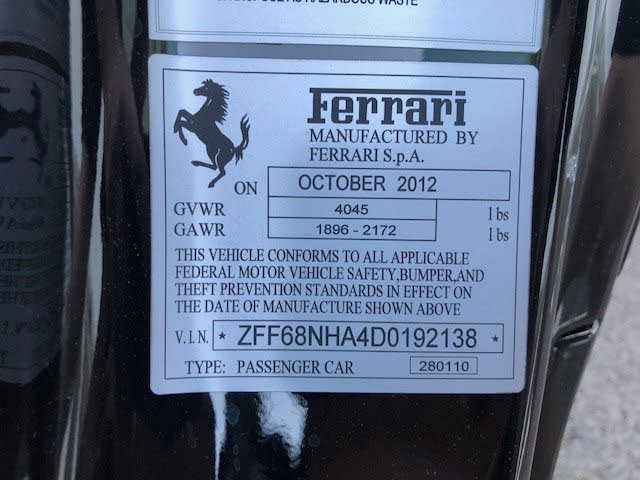 HAZARDOUS WASTE
Ferrari
MANUFACTURED BY
FERRARI S.p.A.
ON OCTOBER 2012
GVWR 4045 lbs
GAWR 1896 - 2172 lbs
THIS VEHICLE CONFORMS TO ALL APPLICABLE
FEDERAL MOTOR VEHICLE SAFETY,BUMPER,AND
THEFT PREVENTION STANDARDS IN EFFECT ON
THE DATE OF MANUFACTURE SHOWN ABOVE
V.I.N. * ZFF68NHA4D0192138 *
TYPE: PASSENGER CAR 280110